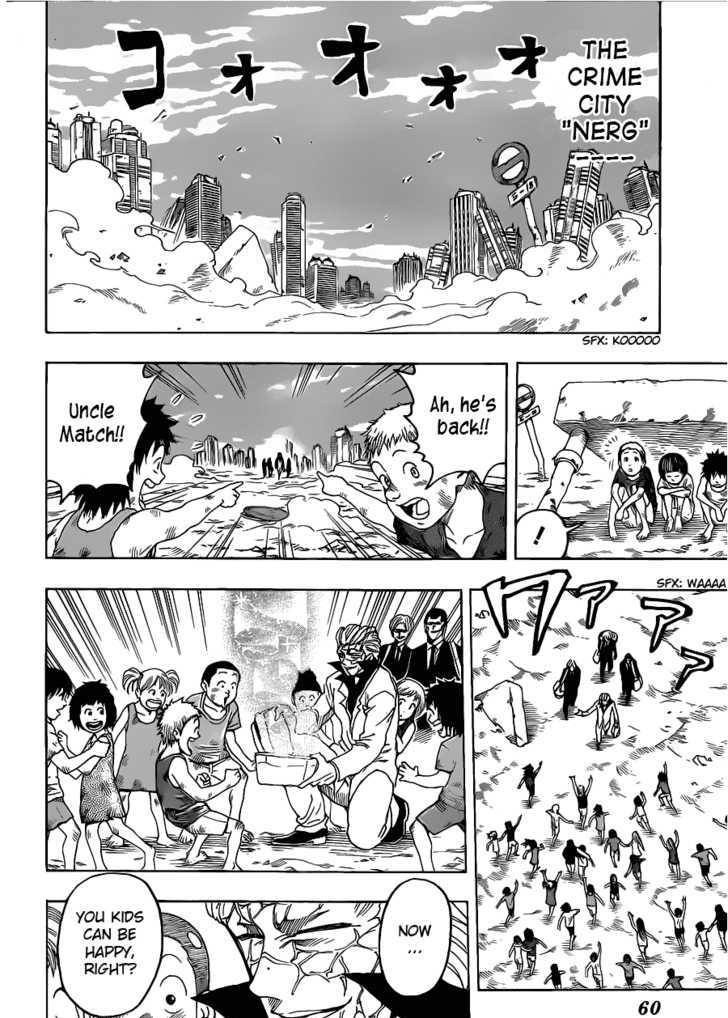 コォオォォ
THE
CRIME
CITY
"NERG"
----
SFX: KOOOOO
!
Ah, he's
back!!
Uncle
Match!!
SFX: WAAAA
ワァァァ
NOW
...
YOU KIDS
CAN BE
HAPPY,
RIGHT?
60